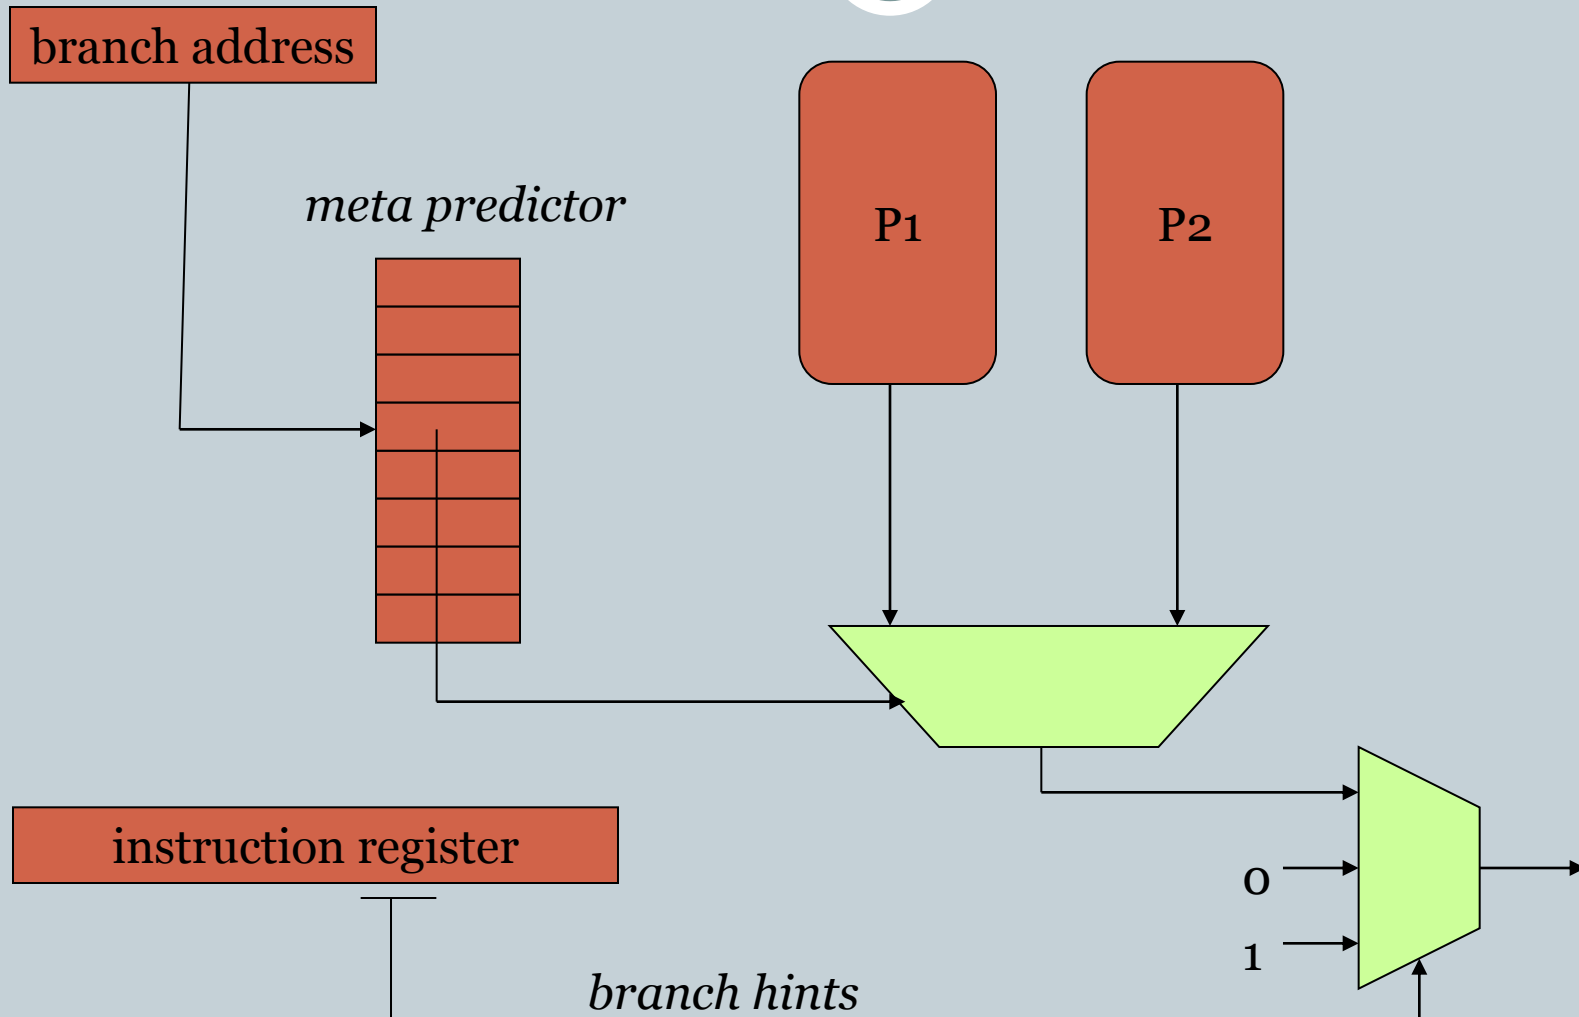 branch address
meta predictor
P1
P2
instruction register
0
1
branch hints